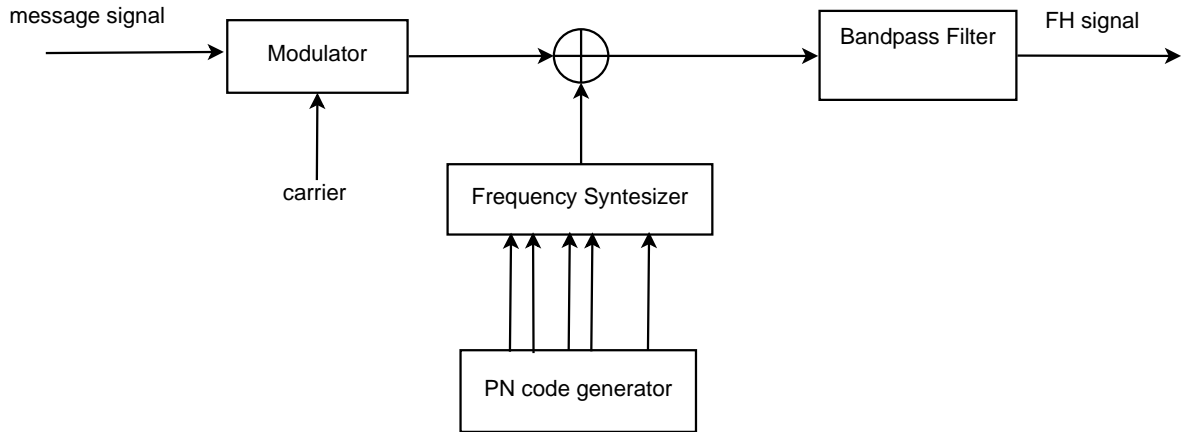 message signal
Modulator
Bandpass Filter
FH signal
carrier
Frequency Syntesizer
PN code generator